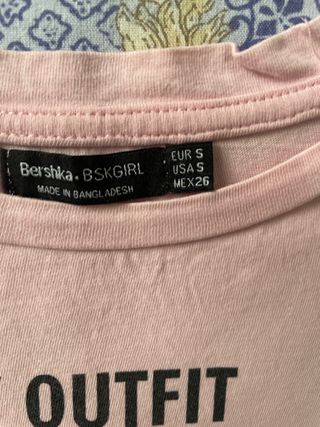 Bershka. BSKGIRL
MADE IN BANGLADESH
EUR S
USA S
MEX 26
OUTFIT